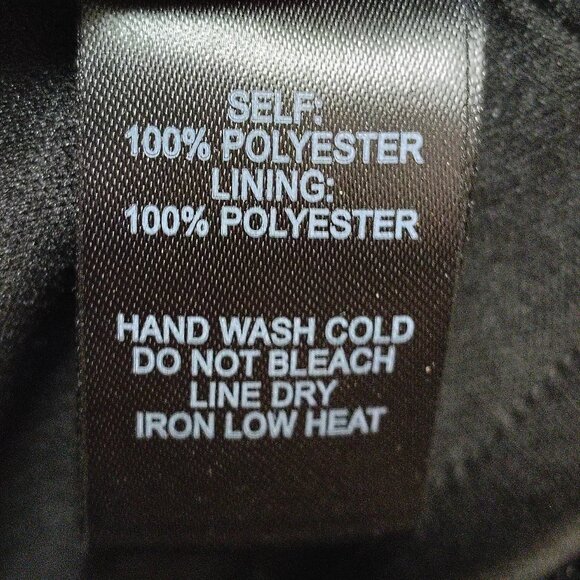 SELF:
100% POLYESTER
LINING:
100% POLYESTER
HAND WASH COLD
DO NOT BLEACH
LINE DRY
IRON LOW HEAT